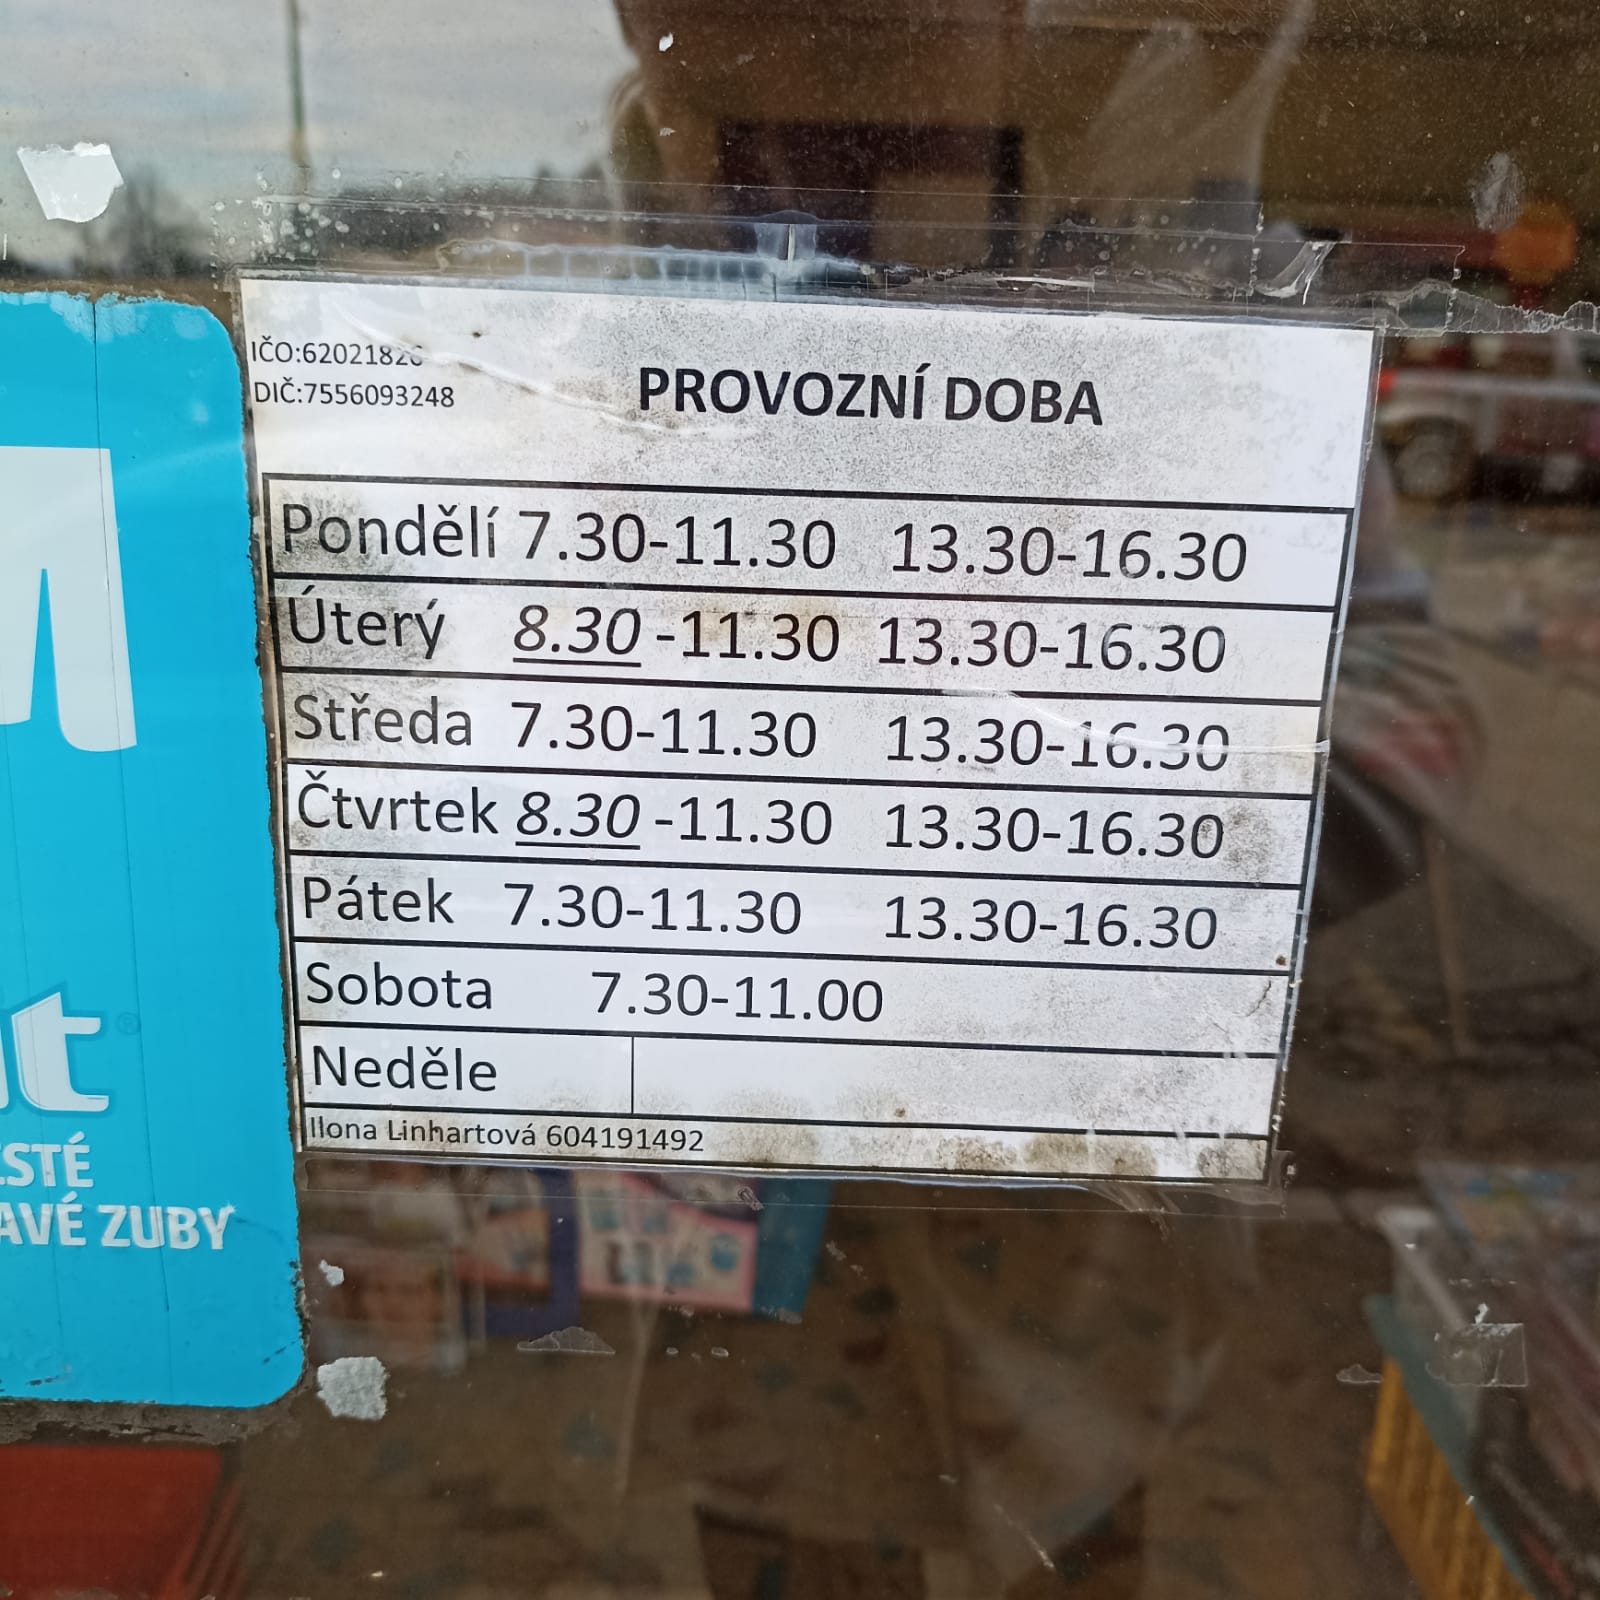 IČO:62021826
DIČ:7556093248
PROVOZNÍ DOBA
Pondělí 7.30-11.30 13.30-16.30
Úterý 8.30 -11.30 13.30-16.30
Středa 7.30-11.30 13.30-16.30
Čtvrtek 8.30 -11.30 13.30-16.30
Pátek 7.30-11.30 13.30-16.30
Sobota 7.30-11.00
Neděle
Ilona Linhartová 604191492
ZUBY